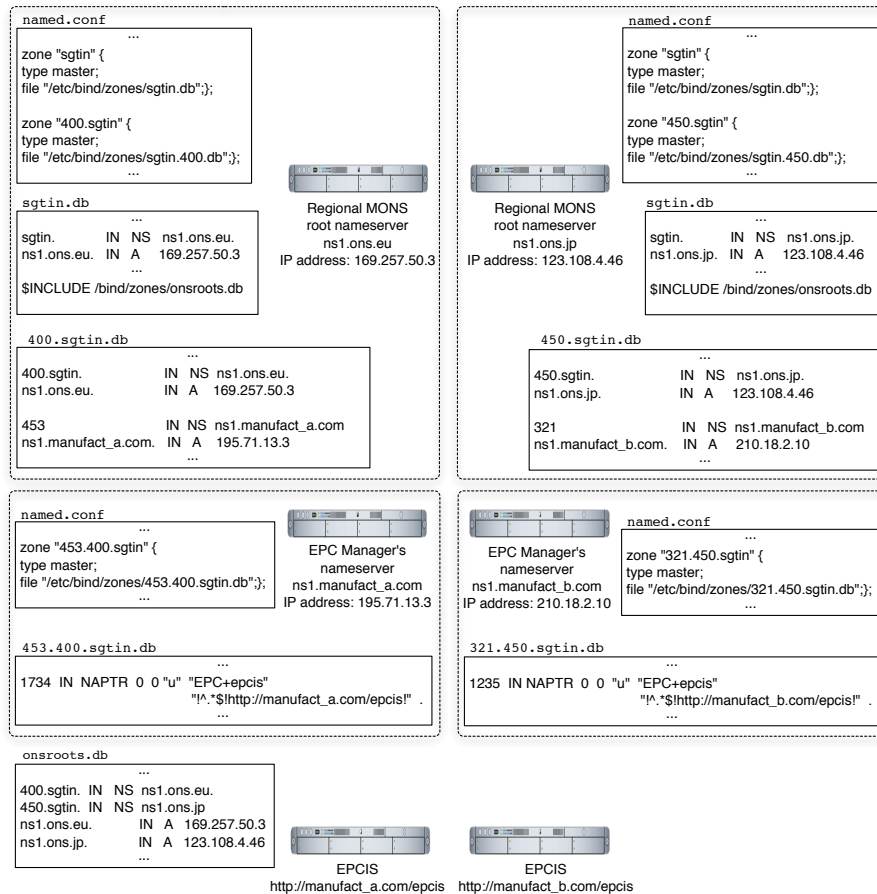 named.conf
...
zone "sgtin" {
type master;
file "/etc/bind/zones/sgtin.db";};
zone "400.sgtin" {
type master;
file "/etc/bind/zones/sgtin.400.db";};
...
sgtin.db
...
sgtin. IN NS ns1.ons.eu.
ns1.ons.eu. IN A 169.257.50.3
...
$INCLUDE /bind/zones/onsroots.db
Regional MONS
root nameserver
ns1.ons.eu
IP address: 169.257.50.3
400.sgtin.db
...
400.sgtin. IN NS ns1.ons.eu.
ns1.ons.eu. IN A 169.257.50.3
453 IN NS ns1.manufact_a.com
ns1.manufact_a.com. IN A 195.71.13.3
...
named.conf
...
zone "sgtin" {
type master;
file "/etc/bind/zones/sgtin.db";};
zone "450.sgtin" {
type master;
file "/etc/bind/zones/sgtin.450.db";};
...
Regional MONS
root nameserver
ns1.ons.jp
IP address: 123.108.4.46
sgtin.db
...
sgtin. IN NS ns1.ons.jp.
ns1.ons.jp. IN A 123.108.4.46
...
$INCLUDE /bind/zones/onsroots.db
450.sgtin.db
...
450.sgtin. IN NS ns1.ons.jp.
ns1.ons.jp. IN A 123.108.4.46
321 IN NS ns1.manufact_b.com
ns1.manufact_b.com. IN A 210.18.2.10
...
named.conf
...
zone "453.400.sgtin" {
type master;
file "/etc/bind/zones/453.400.sgtin.db";};
...
EPC Manager's
nameserver
ns1.manufact_a.com
IP address: 195.71.13.3
453.400.sgtin.db
...
1734 IN NAPTR 0 0 "u" "EPC+epcis"
"!^.*$!http://manufact_a.com/epcis!" .
...
EPC Manager's
nameserver
ns1.manufact_b.com
IP address: 210.18.2.10
named.conf
...
zone "321.450.sgtin" {
type master;
file "/etc/bind/zones/321.450.sgtin.db";};
...
321.450.sgtin.db
...
1235 IN NAPTR 0 0 "u" "EPC+epcis"
"!^.*$!http://manufact_b.com/epcis!" .
...
onsroots.db
...
400.sgtin. IN NS ns1.ons.eu.
450.sgtin. IN NS ns1.ons.jp
ns1.ons.eu. IN A 169.257.50.3
ns1.ons.jp. IN A 123.108.4.46
...
EPCIS
http://manufact_a.com/epcis
EPCIS
http://manufact_b.com/epcis